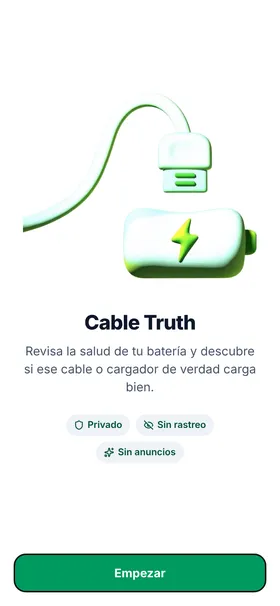 Cable Truth
Revisa la salud de tu batería y descubre
si ese cable o cargador de verdad carga
bien.
Privado
Sin rastreo
Sin anuncios
Empezar